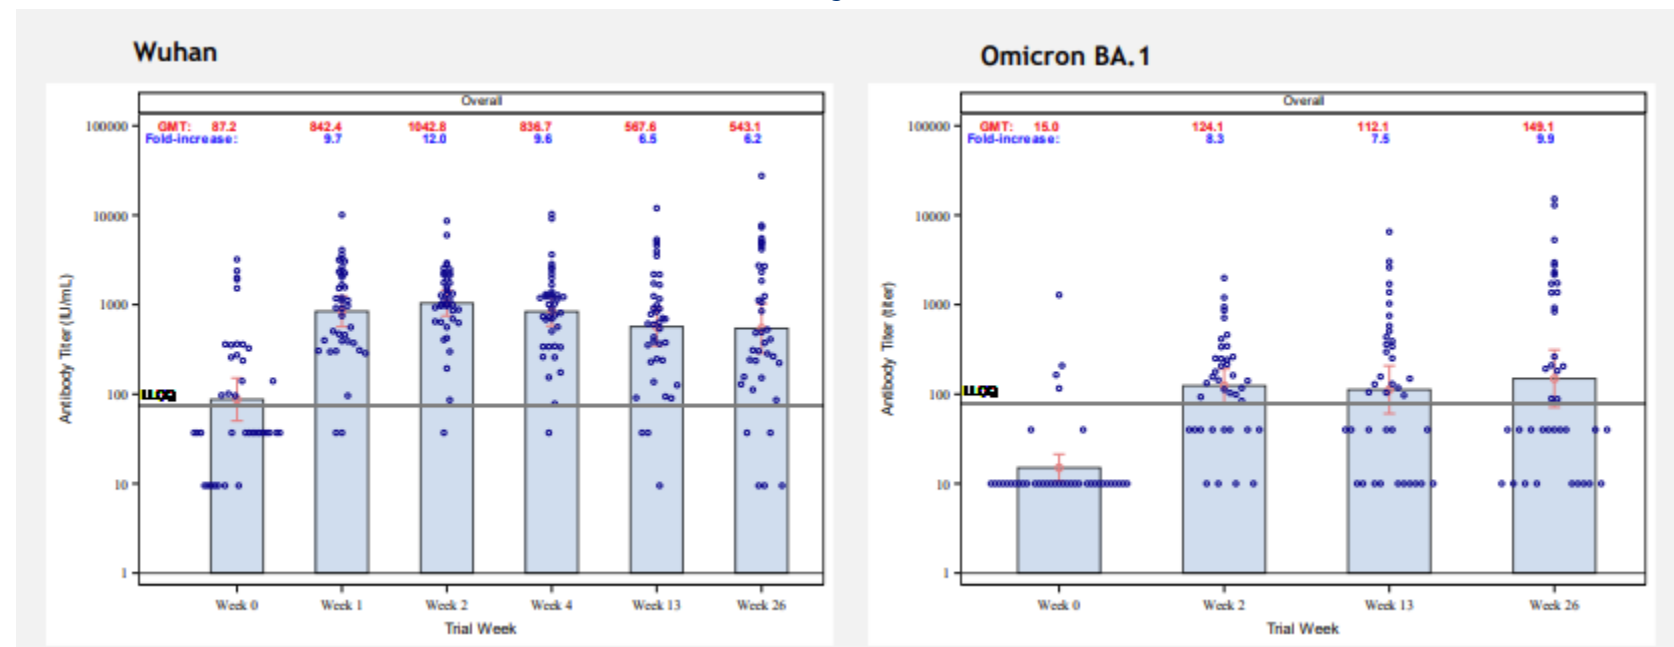 Wuhan
Overall
GMT: 87.2 842.4 1042.8 836.7 567.6 543.1
Fold-increase: 9.7 12.0 9.6 6.5 6.2
100000
10000
1000
100
10
1
LLOQ
Antibody Titer (IU/mL)
Week 0 Week 1 Week 2 Week 4 Week 13 Week 26
Trial Week
Omicron BA.1
Overall
GMT: 15.0 124.1 112.1 149.1
Fold-increase: 8.3 7.5 9.9
100000
10000
1000
100
10
1
LLOQ
Antibody Titer (titer)
Week 0 Week 2 Week 13 Week 26
Trial Week